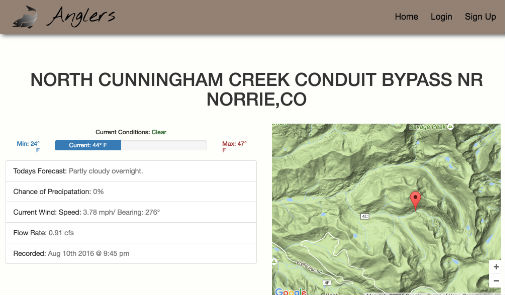 Anglers
Home Login Sign Up
NORTH CUNNINGHAM CREEK CONDUIT BYPASS NR
NORRIE,CO
Current Conditions: Clear
Min: 24°
F
Current: 44° F
Max: 47°
F
Todays Forecast: Partly cloudy overnight.
Chance of Precipatation: 0%
Current Wind: Speed: 3.78 mph/ Bearing: 276°
Flow Rate: 0.91 cfs
Recorded: Aug 10th 2016 @ 9:45 pm
+
−
Google